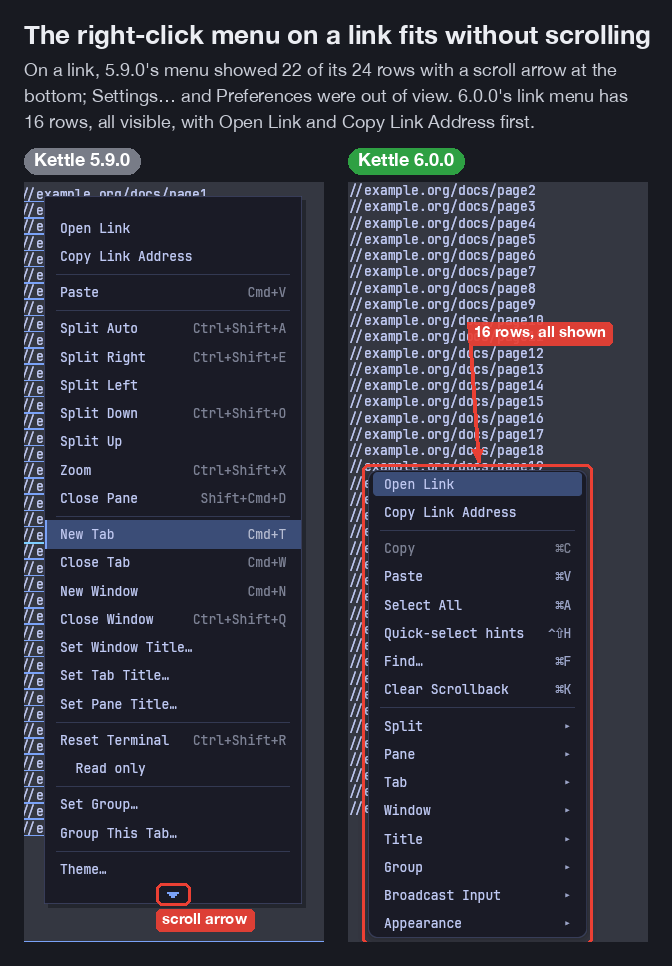 The right-click menu on a link fits without scrolling
On a link, 5.9.0's menu showed 22 of its 24 rows with a scroll arrow at the
bottom; Settings… and Preferences were out of view. 6.0.0's link menu has
16 rows, all visible, with Open Link and Copy Link Address first.
Kettle 5.9.0
//example.org/docs/page1
Open Link
Copy Link Address
Paste Cmd+V
Split Auto Ctrl+Shift+A
Split Right Ctrl+Shift+E
Split Left
Split Down Ctrl+Shift+O
Split Up
Zoom Ctrl+Shift+X
Close Pane Shift+Cmd+D
New Tab Cmd+T
Close Tab Cmd+W
New Window Cmd+N
Close Window Ctrl+Shift+Q
Set Window Title…
Set Tab Title…
Set Pane Title…
Reset Terminal Ctrl+Shift+R
Read only
Set Group…
Group This Tab…
Theme…
scroll arrow
Kettle 6.0.0
//example.org/docs/page2
//example.org/docs/page3
//example.org/docs/page4
//example.org/docs/page5
//example.org/docs/page6
//example.org/docs/page7
//example.org/docs/page8
//example.org/docs/page9
//example.org/docs/page10
16 rows, all shown
//example.org/docs/page12
//example.org/docs/page13
//example.org/docs/page14
//example.org/docs/page15
//example.org/docs/page16
//example.org/docs/page17
//example.org/docs/page18
//example.org/docs/page19
Open Link
Copy Link Address
Copy ⌘C
Paste ⌘V
Select All ⌘A
Quick-select hints ^⇧H
Find… ⌘F
Clear Scrollback ⌘K
Split ▸
Pane ▸
Tab ▸
Window ▸
Title ▸
Group ▸
Broadcast Input ▸
Appearance ▸